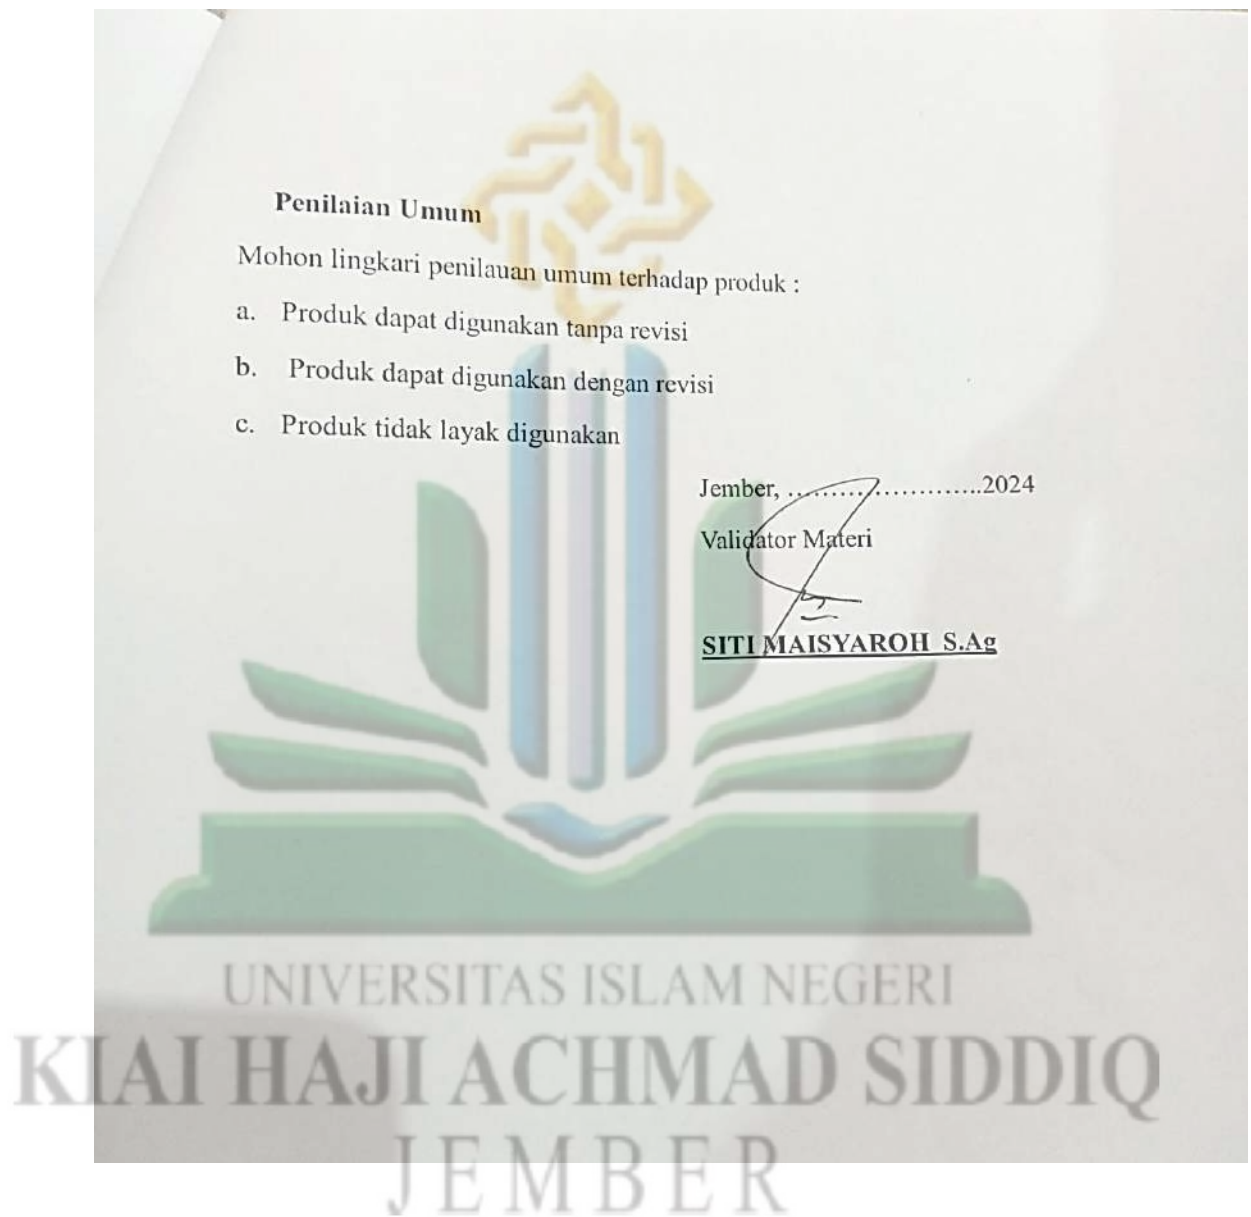 Penilaian Umum
Mohon lingkari penilauan umum terhadap produk :
a. Produk dapat digunakan tanpa revisi
b. Produk dapat digunakan dengan revisi
c. Produk tidak layak digunakan
Jember, ..............................2024
Validator Materi
SITI MAISYAROH S.Ag
UNIVERSITAS ISLAM NEGERI
KIAI HAJI ACHMAD SIDDIQ
JEMBER